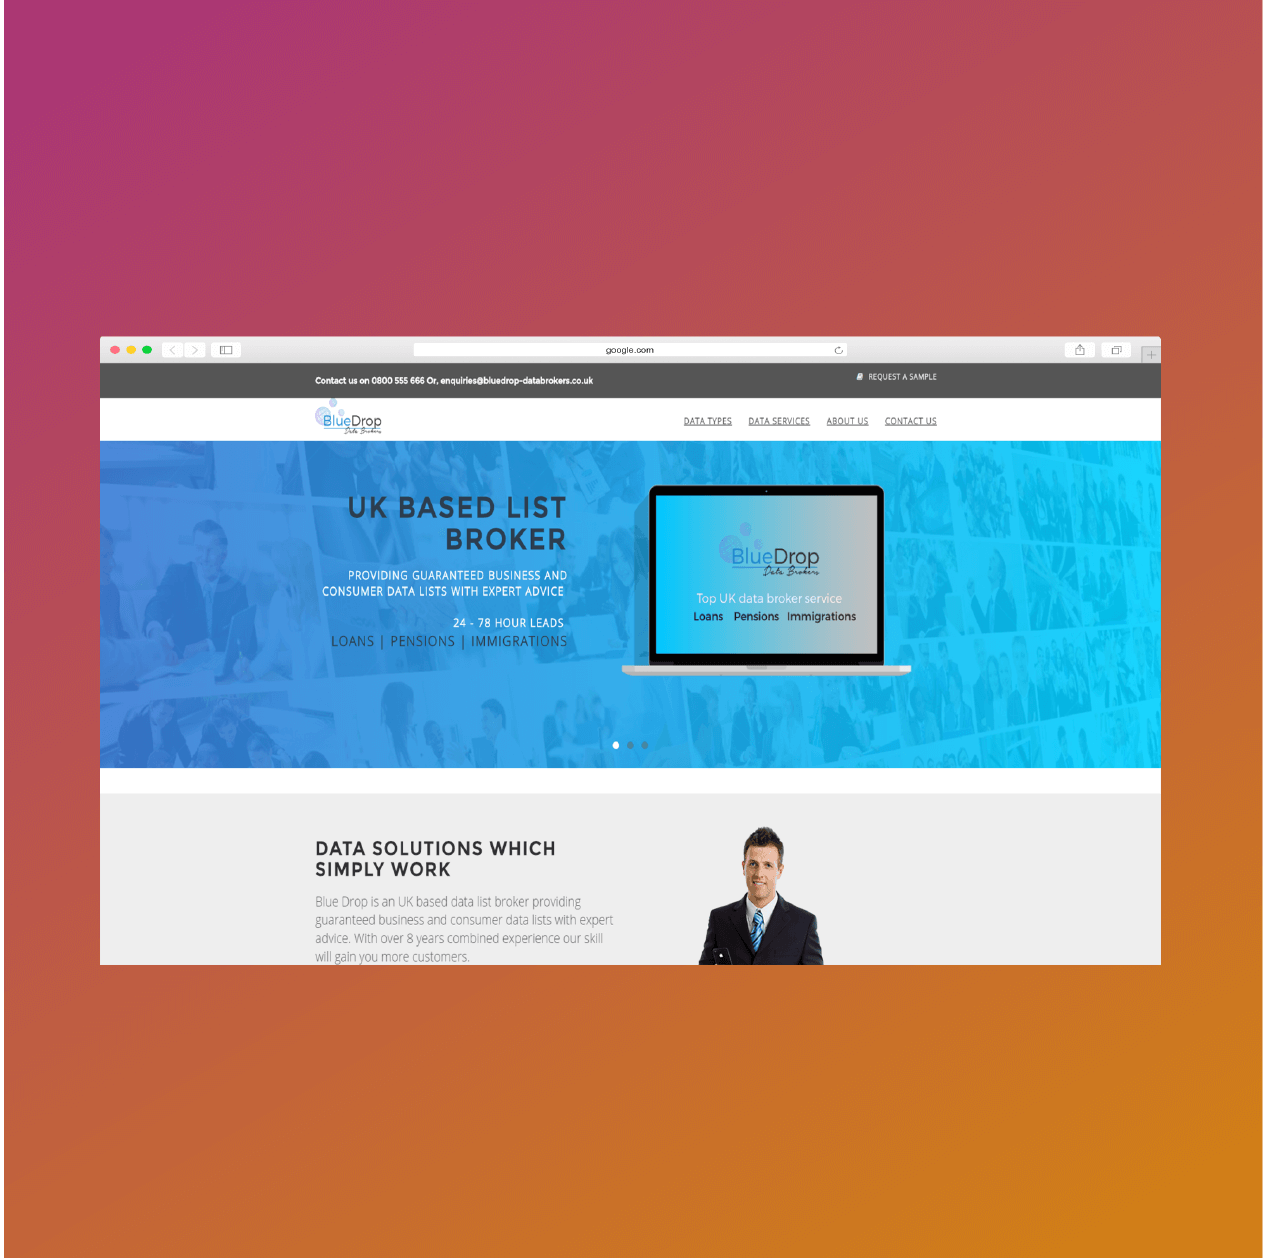 google.com
Contact us on 0800 555 666 Or, enquiries@bluedrop-databrokers.co.uk
REQUEST A SAMPLE
BlueDrop
Data Brokers
DATA TYPES DATA SERVICES ABOUT US CONTACT US
UK BASED LIST
BROKER
PROVIDING GUARANTEED BUSINESS AND
CONSUMER DATA LISTS WITH EXPERT ADVICE
24 - 78 HOUR LEADS
LOANS | PENSIONS | IMMIGRATIONS
BlueDrop
Data Brokers
Top UK data broker service
Loans Pensions Immigrations
DATA SOLUTIONS WHICH
SIMPLY WORK
Blue Drop is an UK based data list broker providing
guaranteed business and consumer data lists with expert
advice. With over 8 years combined experience our skill
will gain you more customers.